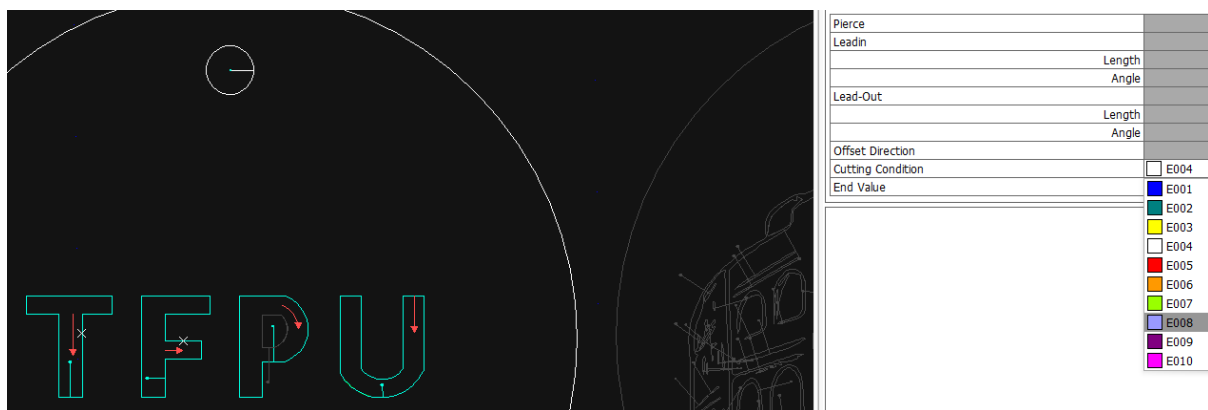 TFPU
Pierce
Leadin
Length
Angle
Lead-Out
Length
Angle
Offset Direction
Cutting Condition
E004
End Value
E001
E002
E003
E004
E005
E006
E007
E008
E009
E010